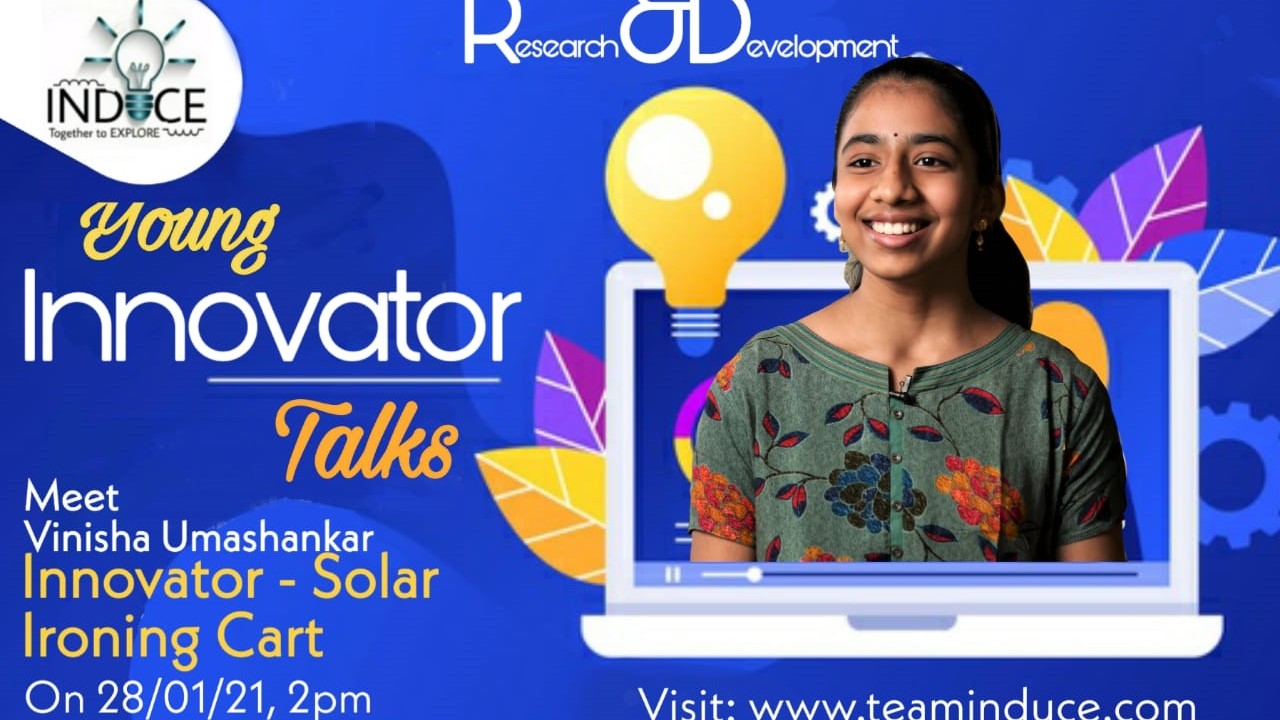 Research & Development
INDUCE
Together to EXPLORE
Young
Innovator
Talks
Meet
Vinisha Umashankar
Innovator - Solar
Ironing Cart
On 28/01/21, 2pm
Visit: www.teaminduce.com